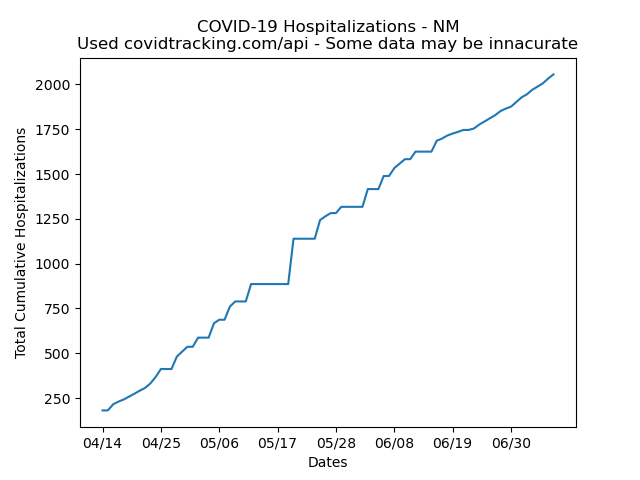 COVID-19 Hospitalizations - NM
Used covidtracking.com/api - Some data may be innacurate
Total Cumulative Hospitalizations
2000
1750
1500
1250
1000
750
500
250
04/14 04/25 05/06 05/17 05/28 06/08 06/19 06/30
Dates